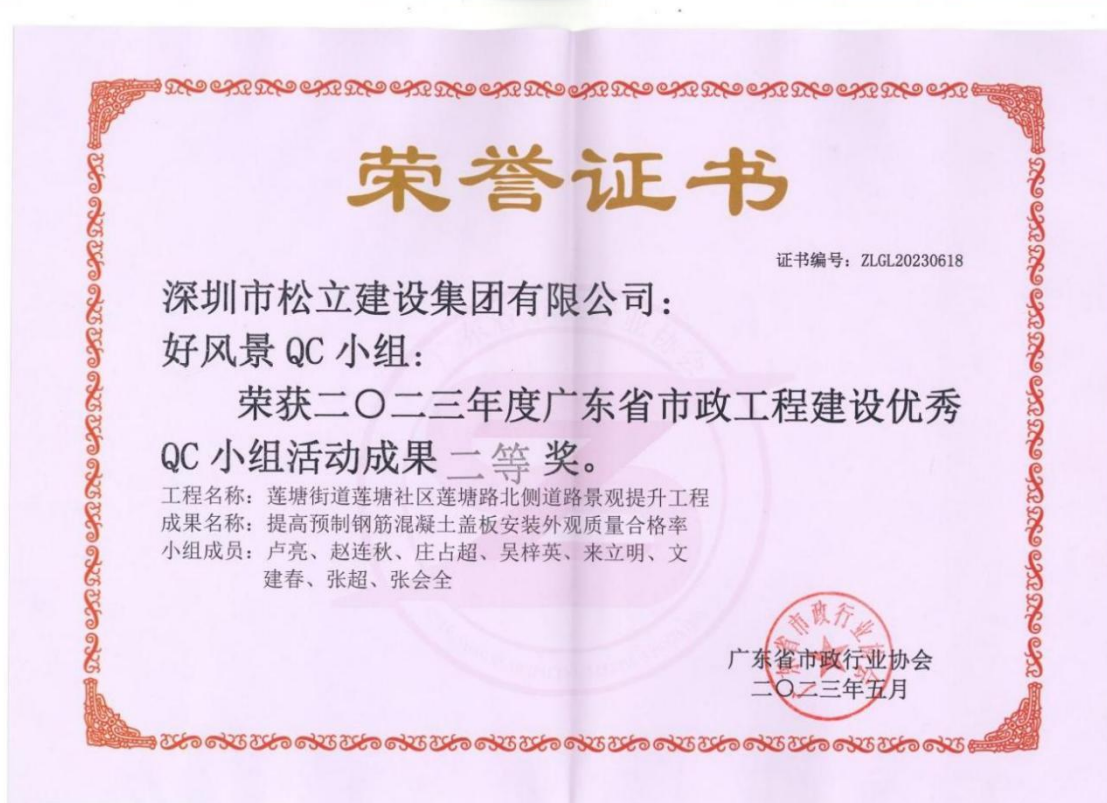 荣誉证书
证书编号：ZLGL20230618
深圳市松立建设集团有限公司：
好风景QC小组：
荣获二〇二三年度广东省市政工程建设优秀
QC小组活动成果 二等 奖。
工程名称：莲塘街道莲塘社区莲塘路北侧道路景观提升工程
成果名称：提高预制钢筋混凝土盖板安装外观质量合格率
小组成员：卢亮、赵连秋、庄占超、吴梓英、来立明、文
建春、张超、张会全
广东省市政行业协会
二〇二三年五月